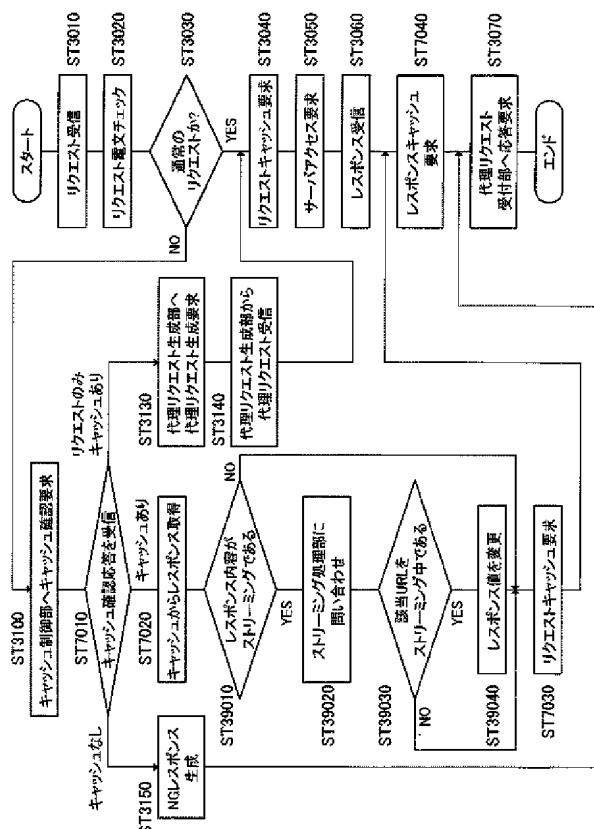 スタート
ST3010
リクエスト受信
ST3020
リクエスト電文チェック
ST3030
通常の
リクエストか?
NO
YES
ST3040
リクエストキャッシュ要求
ST3050
サーバアクセス要求
ST3060
レスポンス受信
ST7040
レスポンスキャッシュ
要求
ST3070
代理リクエスト
受付部へ応答要求
エンド
ST3100
キャッシュ制御部へキャッシュ確認要求
ST7010
キャッシュ確認応答を受信
キャッシュなし
キャッシュあり
リクエストのみ
キャッシュあり
ST3130
代理リクエスト生成部へ
代理リクエスト生成要求
ST3140
代理リクエスト生成部から
代理リクエスト受信
ST7020
キャッシュからレスポンス取得
ST39010
レスポンス内容が
ストリーミングである
NO
YES
ST39020
ストリーミング処理部に
問い合わせ
ST39030
該当URLを
ストリーミング中である
NO
YES
ST39040
レスポンス値を変更
ST7030
リクエストキャッシュ要求
ST3150
NGレスポンス
生成